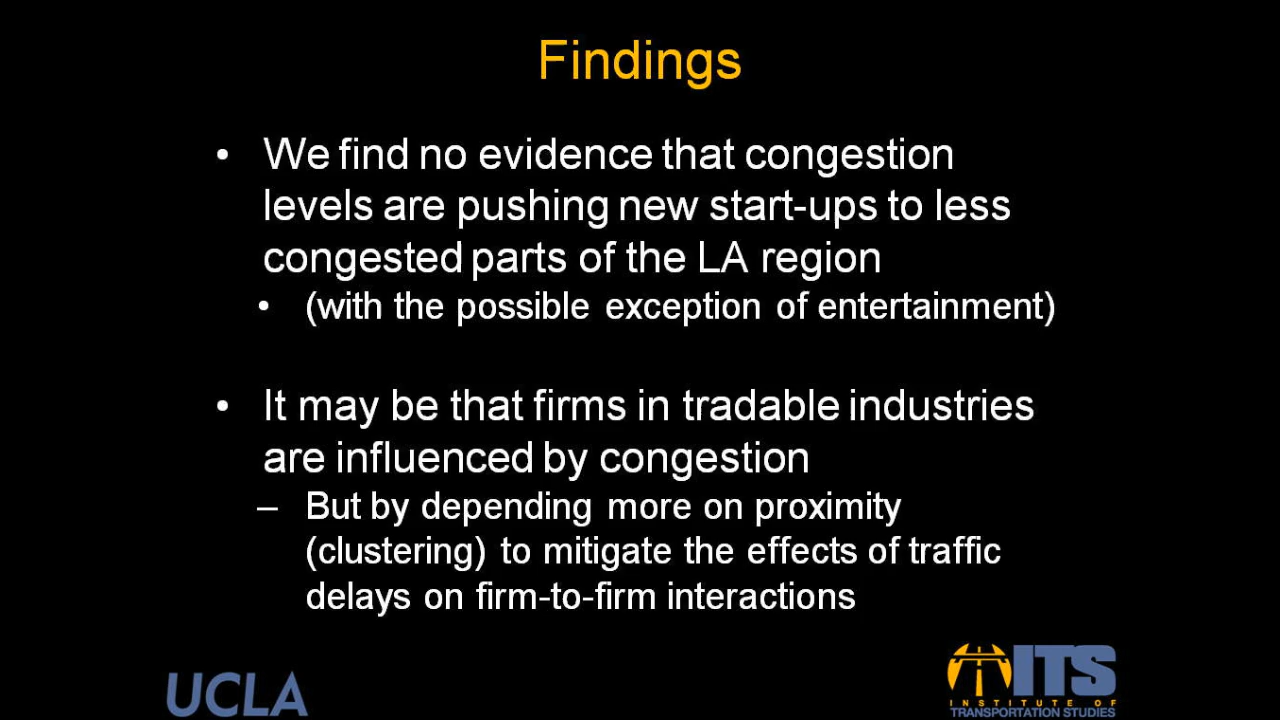 Findings
• We find no evidence that congestion
levels are pushing new start-ups to less
congested parts of the LA region
• (with the possible exception of entertainment)
• It may be that firms in tradable industries
are influenced by congestion
– But by depending more on proximity
(clustering) to mitigate the effects of traffic
delays on firm-to-firm interactions
UCLA
ITS
INSTITUTE OF
TRANSPORTATION STUDIES